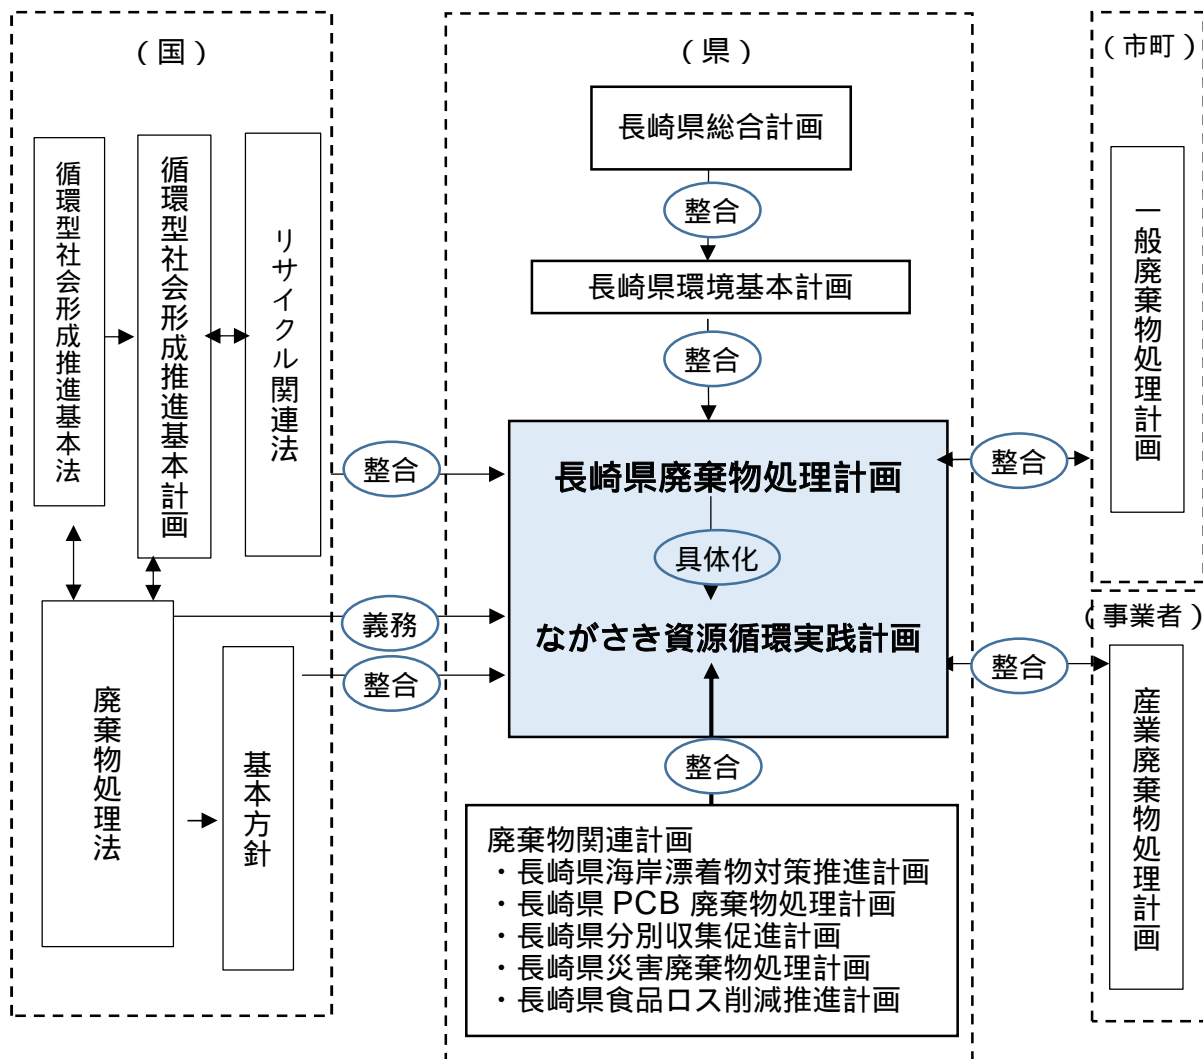 （国）
循環型社会形成推進基本法
循環型社会形成推進基本計画
リサイクル関連法
廃棄物処理法
基本方針
整合
義務
整合
（県）
長崎県総合計画
整合
長崎県環境基本計画
整合
長崎県廃棄物処理計画
具体化
ながさき資源循環実践計画
整合
廃棄物関連計画
・長崎県海岸漂着物対策推進計画
・長崎県 PCB 廃棄物処理計画
・長崎県分別収集促進計画
・長崎県災害廃棄物処理計画
・長崎県食品ロス削減推進計画
整合
整合
（市町）
一般廃棄物処理計画
（事業者）
産業廃棄物処理計画